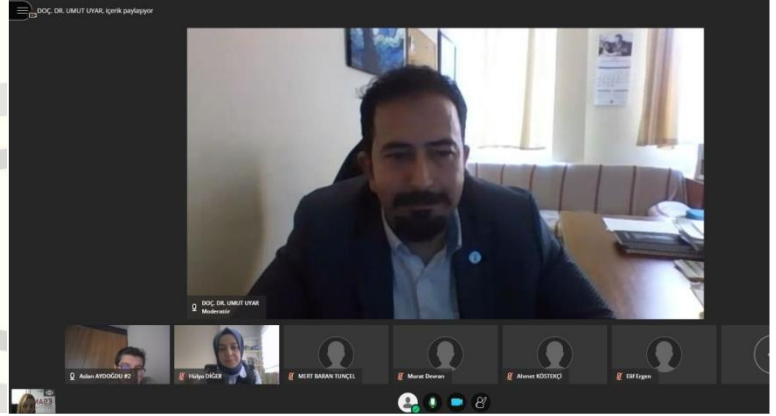 DOÇ. DR. UMUT UYAR, içerik paylaşıyor
DOÇ. DR. UMUT UYAR
Moderatör
Aslan AYDOĞDU #2
Hülya DİĞER
MERT BARAN TUNÇEL
Murat Devran
Ahmet KÖSTEKÇİ
Elif Ergen